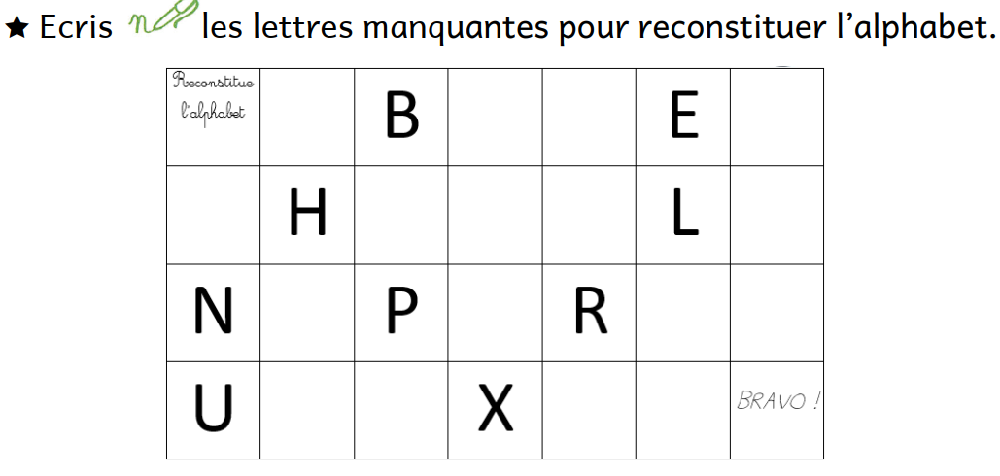 ★ Ecris n les lettres manquantes pour reconstituer l’alphabet.
Reconstitue
l'alphabet
B E
H L
N P R
U X BRAVO !